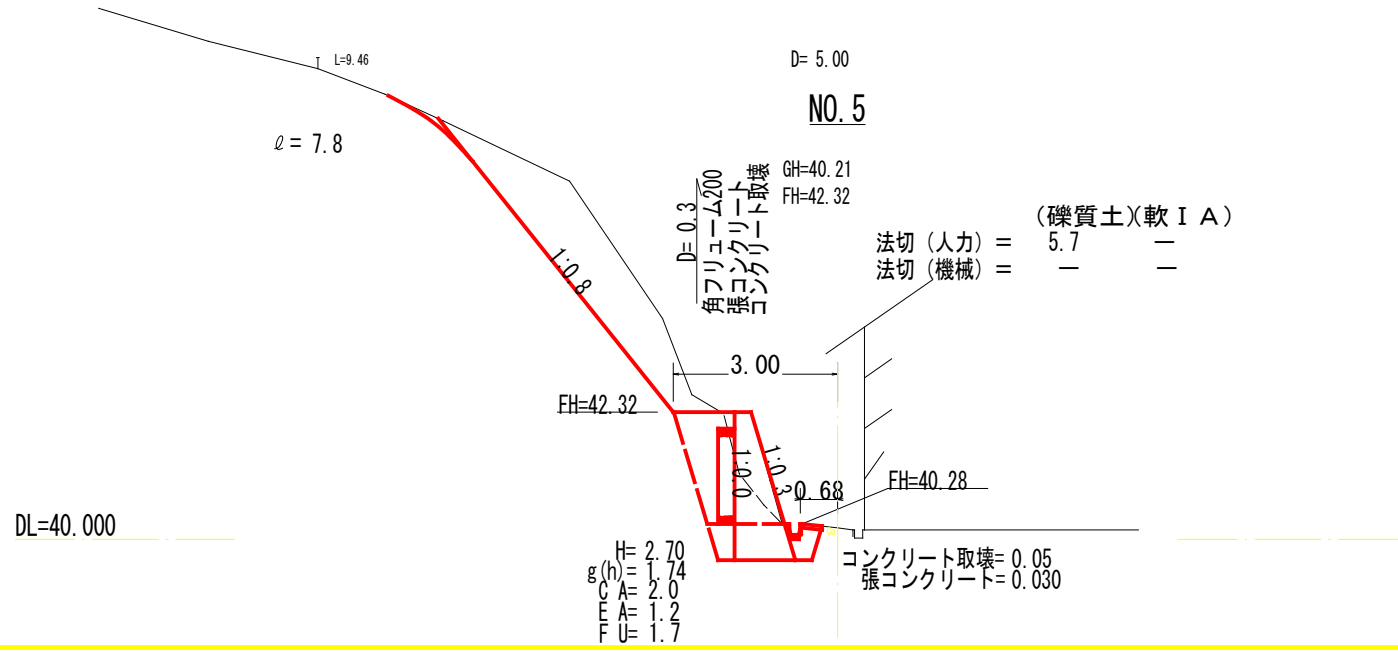 L=9.46
D= 5.00
NO.5
ℓ= 7.8
GH=40.21
FH=42.32
D= 0.3
角フリューム200
張コンクリート
コンクリート取壊
(礫質土)(軟ⅠA)
法切(人力)= 5.7 ー
法切(機械)= ー ー
1:0.8
3.00
FH=42.32
1:0.0
1:0.3
0.68
FH=40.28
DL=40.000
H= 2.70
g(h)= 1.74
C A= 2.0
E A= 1.2
F U= 1.7
コンクリート取壊= 0.05
張コンクリート= 0.030